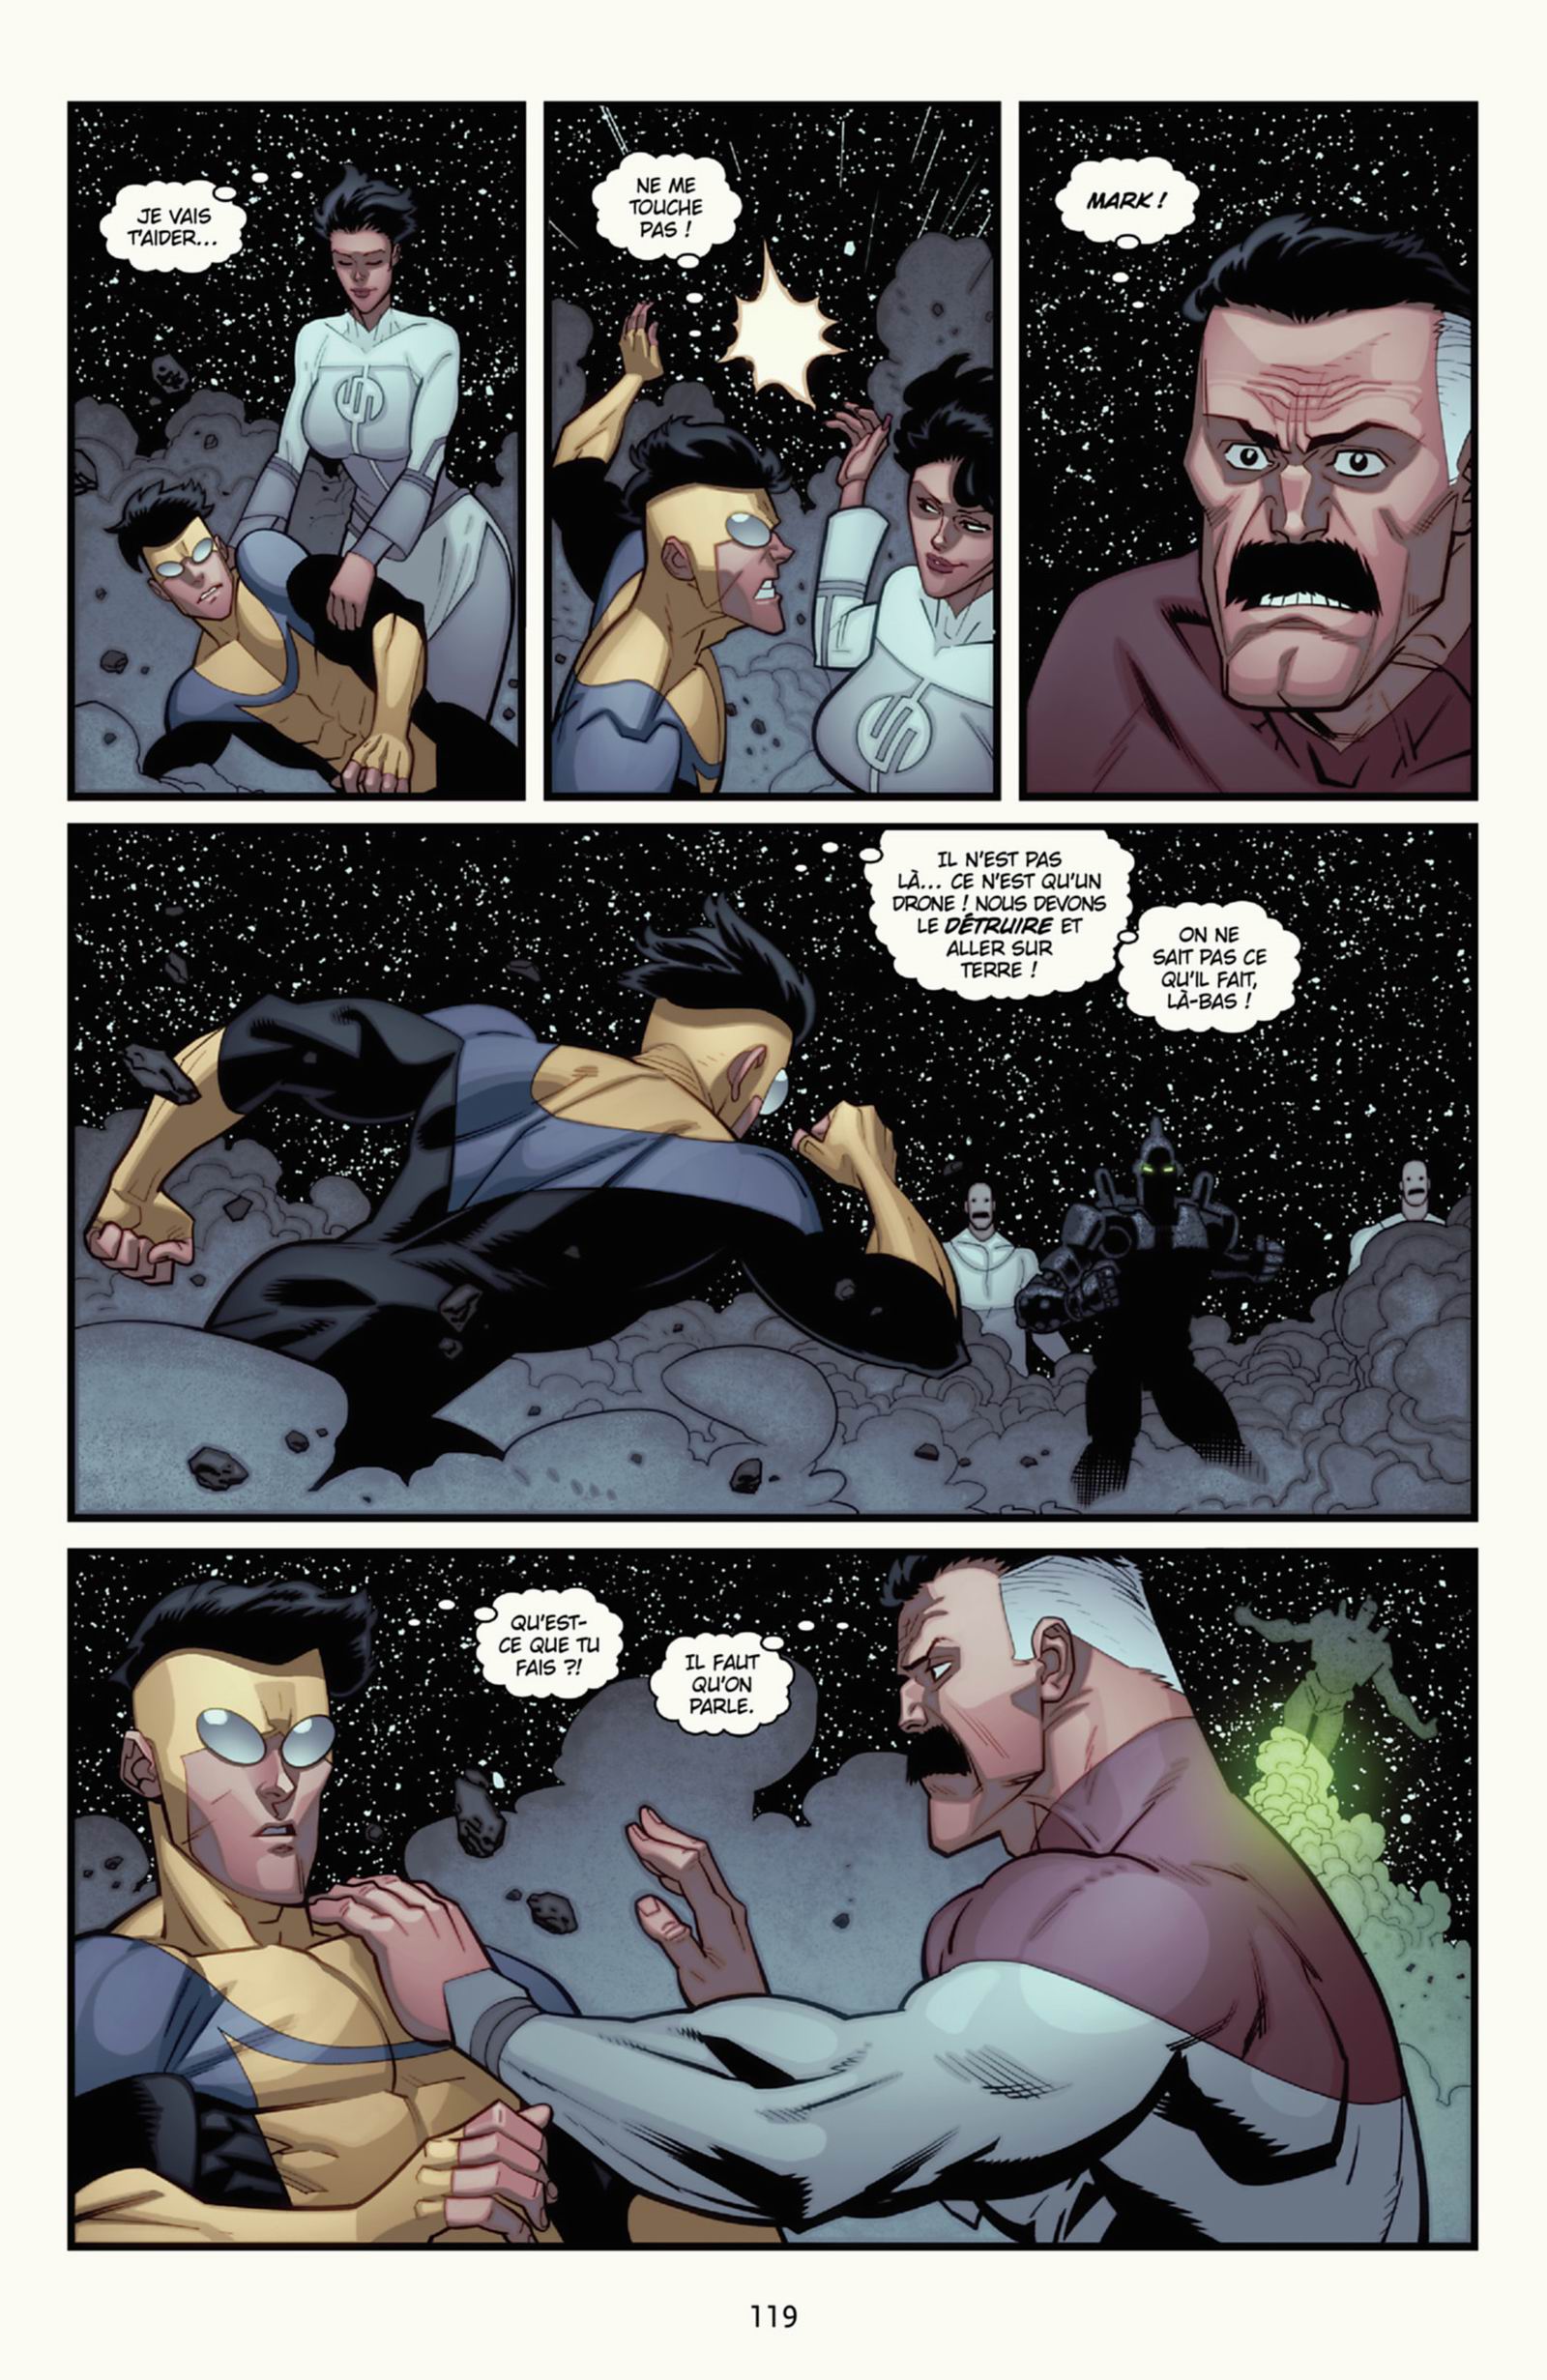 JE VAIS
T'AIDER...
NE ME
TOUCHE
PAS !
MARK !
IL N'EST PAS
LÀ... CE N'EST QU'UN
DRONE ! NOUS DEVONS
LE DÉTRUIRE ET
ALLER SUR
TERRE !
ON NE
SAIT PAS CE
QU'IL FAIT,
LÀ-BAS !
QU'EST-
CE QUE TU
FAIS ?!
IL FAUT
QU'ON
PARLE.
119